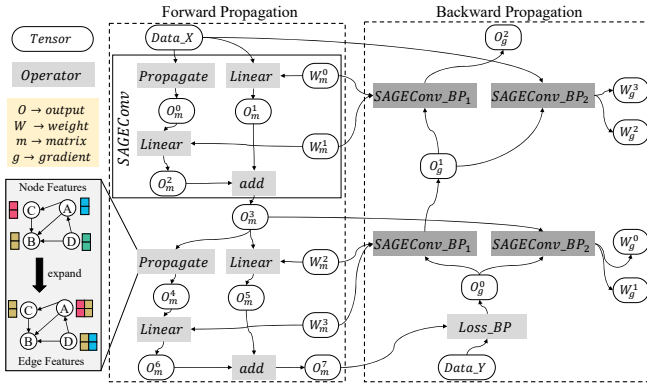 Forward Propagation
Backward Propagation
Tensor
Operator
O → output
W → weight
m → matrix
g → gradient
Data_X
SAGEConv
Propagate
Linear
W_m^0
O_m^0
O_m^1
Linear
W_m^1
O_m^2
add
O_m^3
Propagate
Linear
W_m^2
O_m^4
O_m^5
Linear
W_m^3
O_m^6
add
O_m^7
O_g^2
SAGEConv_BP_1
SAGEConv_BP_2
W_g^3
W_g^2
O_g^1
SAGEConv_BP_1
SAGEConv_BP_2
W_g^0
W_g^1
O_g^0
Loss_BP
Data_Y
Node Features
C
A
B
D
expand
C
A
B
D
Edge Features